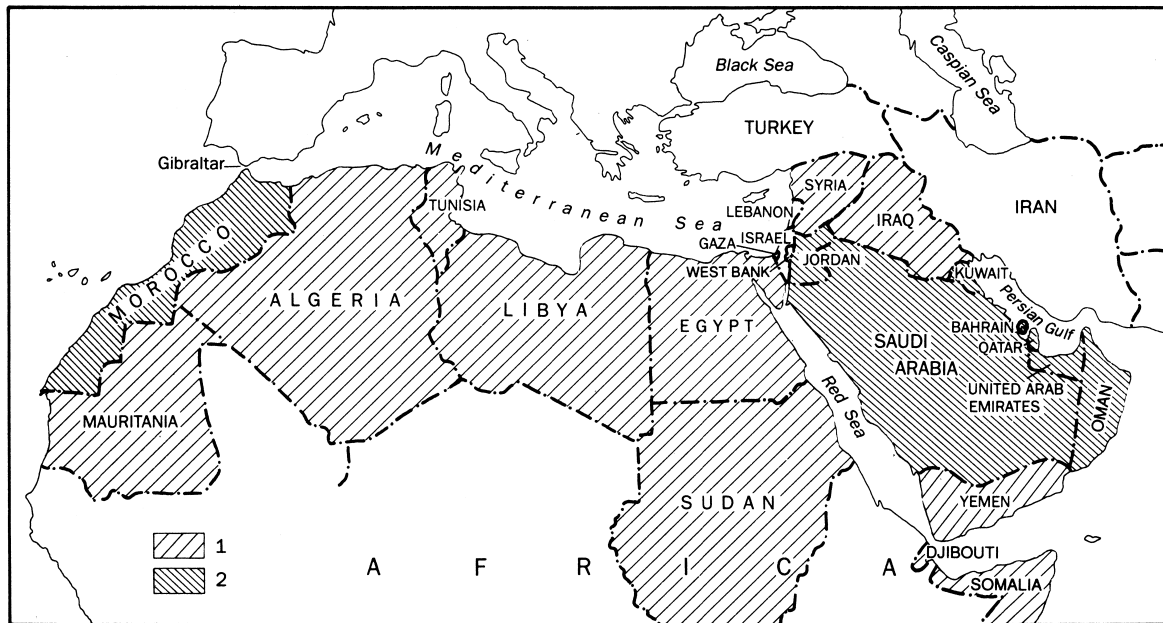 Black Sea
Caspian Sea
TURKEY
Gibraltar
Mediterranean Sea
TUNISIA
SYRIA
LEBANON
IRAQ
IRAN
ISRAEL
GAZA
JORDAN
WEST BANK
KUWAIT
MOROCCO
ALGERIA
LIBYA
EGYPT
Persian Gulf
BAHRAIN
QATAR
SAUDI
ARABIA
UNITED ARAB
EMIRATES
OMAN
Red Sea
MAURITANIA
SUDAN
YEMEN
1
2
AFRICA
DJIBOUTI
SOMALIA